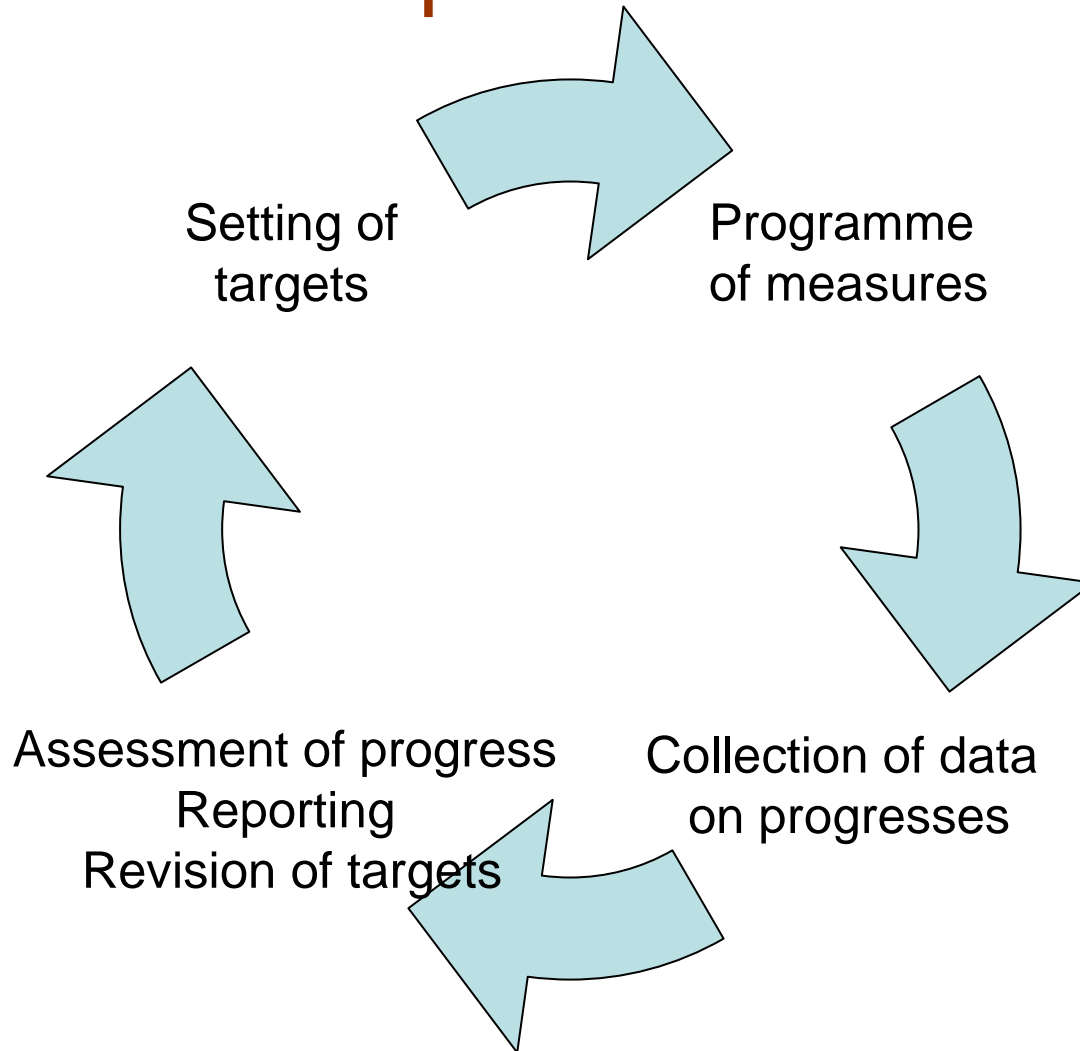 Setting of
targets
Programme
of measures
Collection of data
on progresses
Assessment of progress
Reporting
Revision of targets